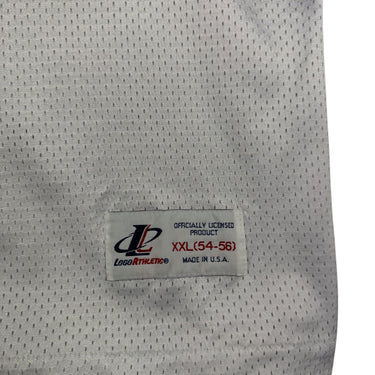 LOGO ATHLETIC®
OFFICIALLY LICENSED
PRODUCT
XXL(54-56)
MADE IN U.S.A.